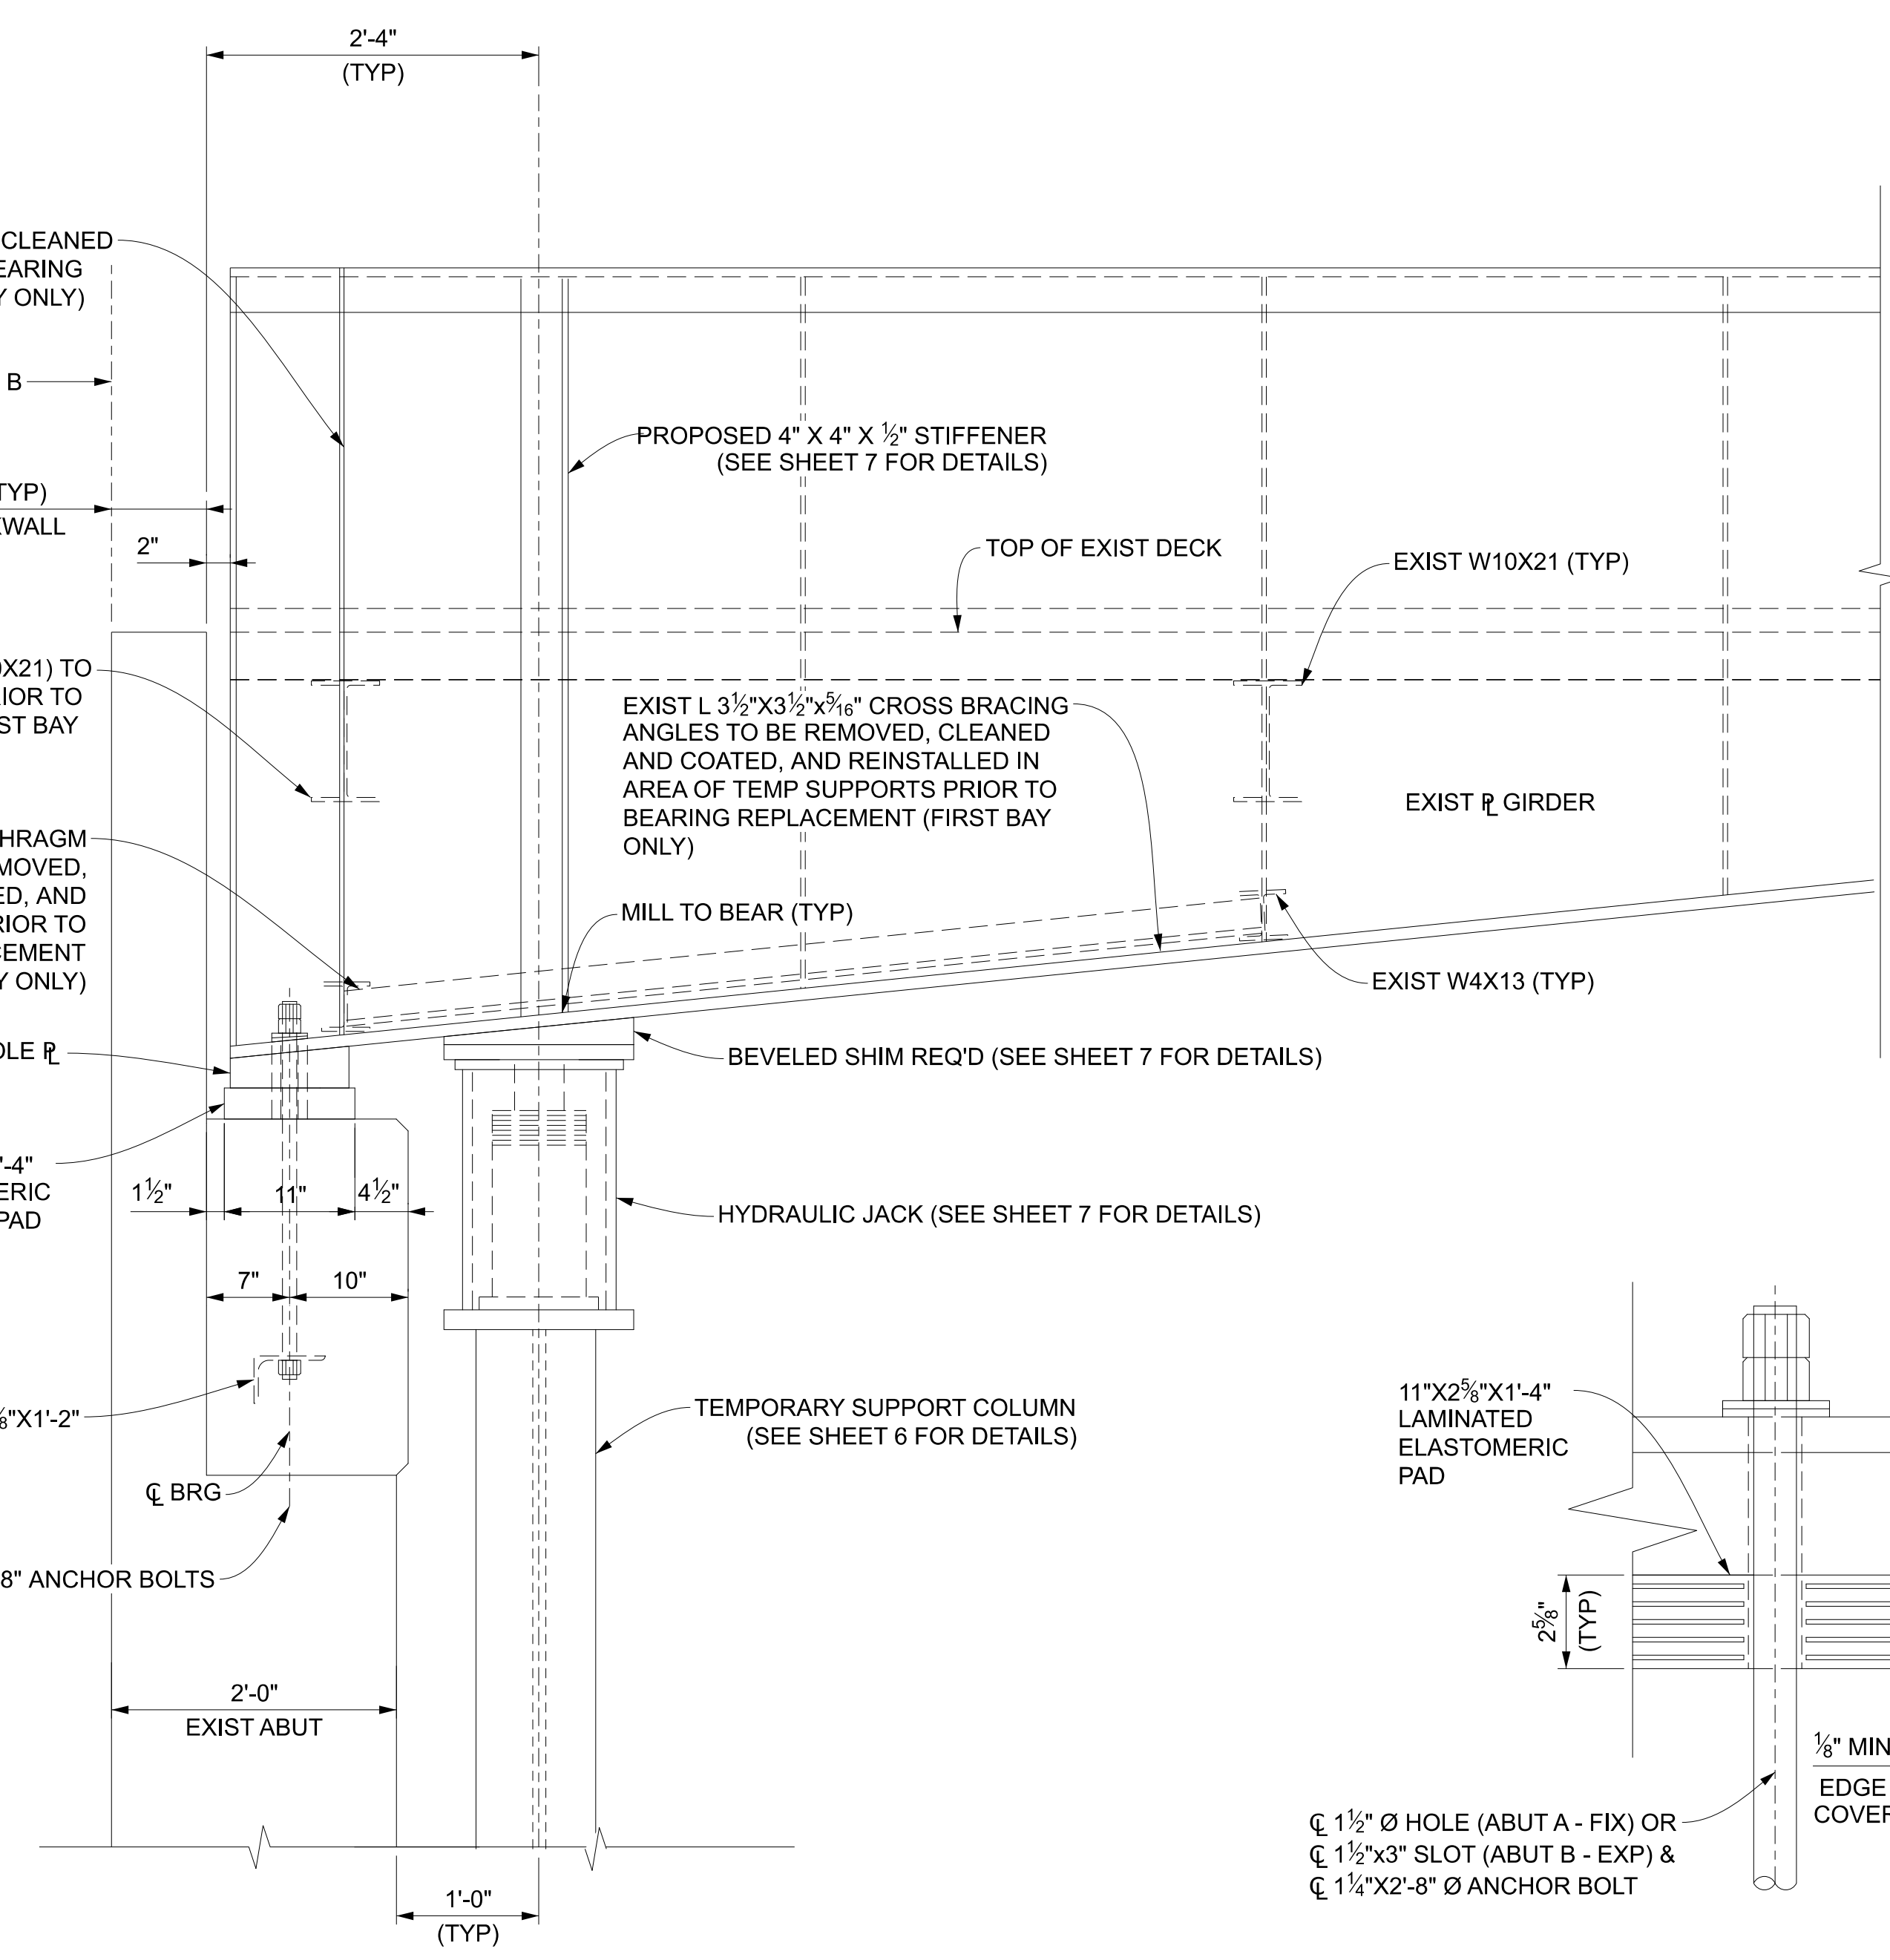 2'-4"
(TYP)
CLEANED
EARING
Y ONLY)
B
PROPOSED 4" X 4" X ½" STIFFENER
(SEE SHEET 7 FOR DETAILS)
TYP)
KWALL
2"
TOP OF EXIST DECK
EXIST W10X21 (TYP)
0X21) TO
RIOR TO
ST BAY
EXIST L 3½"X3½"x5⁄16" CROSS BRACING
ANGLES TO BE REMOVED, CLEANED
AND COATED, AND REINSTALLED IN
AREA OF TEMP SUPPORTS PRIOR TO
BEARING REPLACEMENT (FIRST BAY
ONLY)
EXIST PL GIRDER
HRAGM
MOVED,
ED, AND
RIOR TO
CEMENT
Y ONLY)
MILL TO BEAR (TYP)
EXIST W4X13 (TYP)
OLE PL
BEVELED SHIM REQ'D (SEE SHEET 7 FOR DETAILS)
'-4"
ERIC
PAD
1½"
11"
4½"
HYDRAULIC JACK (SEE SHEET 7 FOR DETAILS)
7"
10"
⁄8"X1'-2"
TEMPORARY SUPPORT COLUMN
(SEE SHEET 6 FOR DETAILS)
℄ BRG
8" ANCHOR BOLTS
2'-0"
EXIST ABUT
1'-0"
(TYP)
11"X2⅝"X1'-4"
LAMINATED
ELASTOMERIC
PAD
2⅝"
(TYP)
⅛" MIN
EDGE
COVER
℄ 1½" Ø HOLE (ABUT A - FIX) OR
℄ 1½"x3" SLOT (ABUT B - EXP) &
℄ 1¼"X2'-8" Ø ANCHOR BOLT